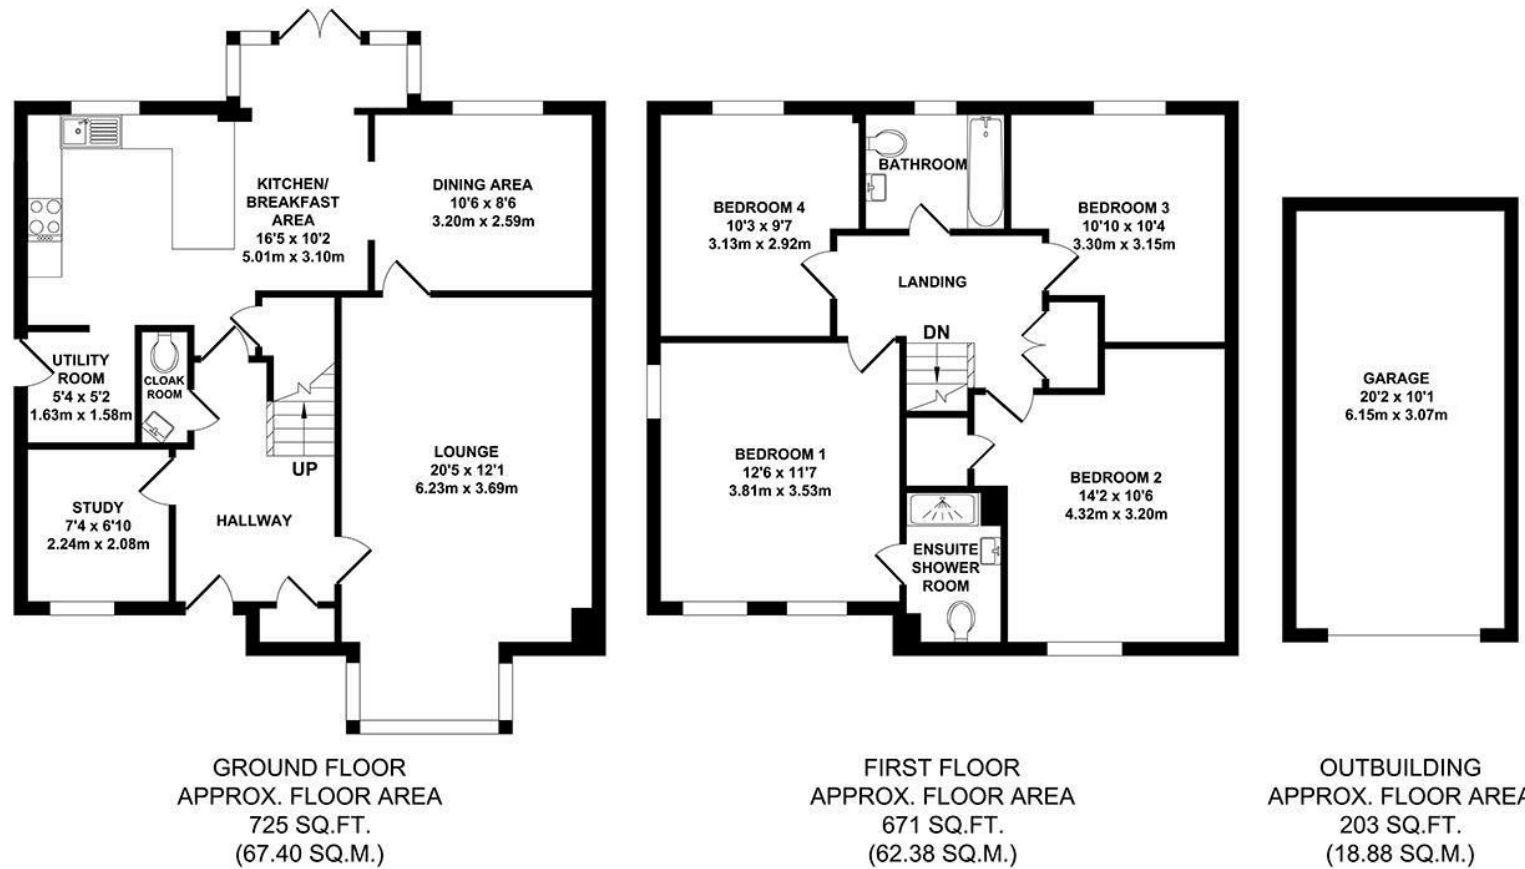 KITCHEN/
BREAKFAST
AREA
16'5 x 10'2
5.01m x 3.10m
DINING AREA
10'6 x 8'6
3.20m x 2.59m
UTILITY
ROOM
5'4 x 5'2
1.63m x 1.58m
CLOAK
ROOM
UP
LOUNGE
20'5 x 12'1
6.23m x 3.69m
STUDY
7'4 x 6'10
2.24m x 2.08m
HALLWAY
GROUND FLOOR
APPROX. FLOOR AREA
725 SQ.FT.
(67.40 SQ.M.)
BEDROOM 4
10'3 x 9'7
3.13m x 2.92m
BATHROOM
BEDROOM 3
10'10 x 10'4
3.30m x 3.15m
LANDING
DN
BEDROOM 1
12'6 x 11'7
3.81m x 3.53m
BEDROOM 2
14'2 x 10'6
4.32m x 3.20m
ENSUITE
SHOWER
ROOM
FIRST FLOOR
APPROX. FLOOR AREA
671 SQ.FT.
(62.38 SQ.M.)
GARAGE
20'2 x 10'1
6.15m x 3.07m
OUTBUILDING
APPROX. FLOOR AREA
203 SQ.FT.
(18.88 SQ.M.)